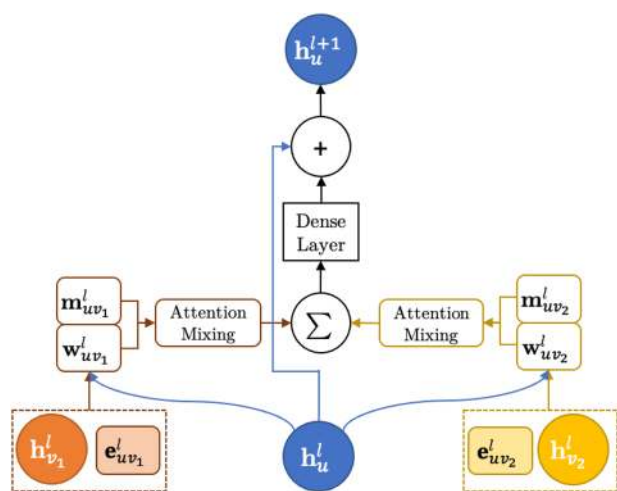 h_u^{l+1}
+
Dense
Layer
m_{uv_1}^l
w_{uv_1}^l
Attention
Mixing
∑
Attention
Mixing
m_{uv_2}^l
w_{uv_2}^l
h_{v_1}^l
e_{uv_1}^l
h_u^l
e_{uv_2}^l
h_{v_2}^l